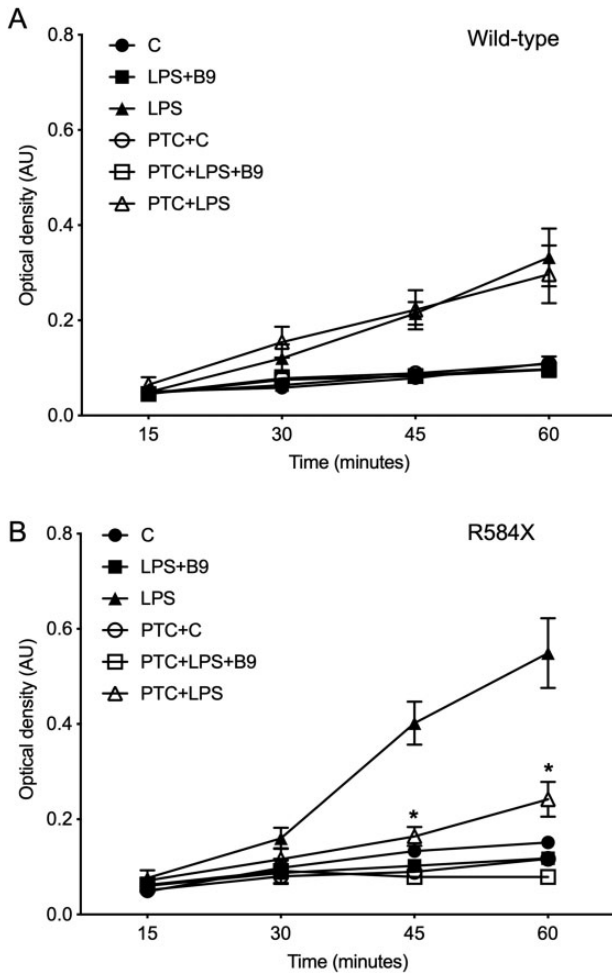 A
Wild-type
C
LPS+B9
LPS
PTC+C
PTC+LPS+B9
PTC+LPS
Optical density (AU)
0.8
0.6
0.4
0.2
0.0
15 30 45 60
Time (minutes)
B
R584X
C
LPS+B9
LPS
PTC+C
PTC+LPS+B9
PTC+LPS
Optical density (AU)
0.8
0.6
0.4
0.2
0.0
* *
15 30 45 60
Time (minutes)